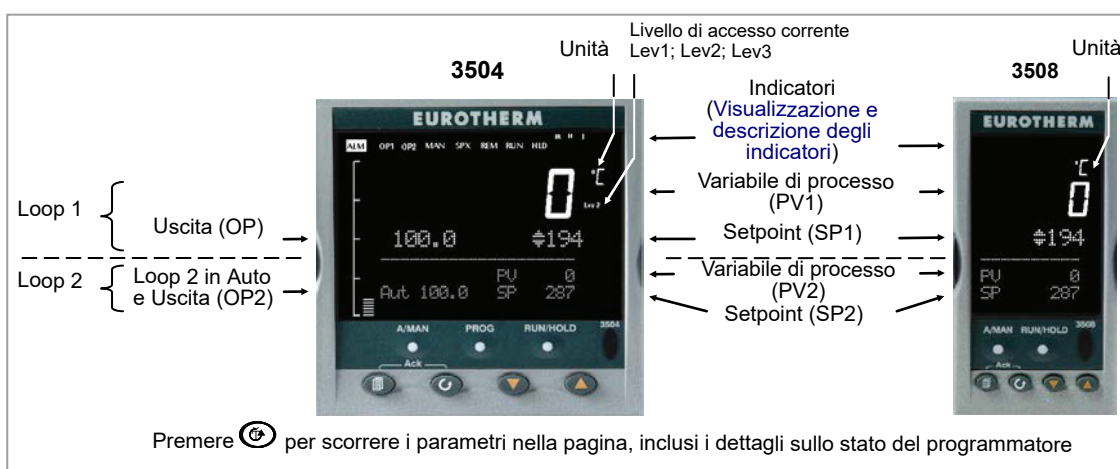 Livello di accesso corrente
Unità
Lev1; Lev2; Lev3
Unità
3504
3508
Indicatori
(Visualizzazione e
descrizione degli
indicatori)
EUROTHERM
ALM OP1 OP2 MAN SPX REM RUN HLD
°C
0
Lev2
Variabile di processo
(PV1)
EUROTHERM
°C
0
Loop 1
Uscita (OP)
100.0
194
Setpoint (SP1)
194
Loop 2
Loop 2 in Auto
e Uscita (OP2)
PV 0
Aut 100.0 SP 287
Variabile di processo
(PV2)
Setpoint (SP2)
PV 0
SP 287
A/MAN PROG RUN/HOLD 3504
Ack
A/MAN RUN/HOLD 3508
Ack
Premere per scorrere i parametri nella pagina, inclusi i dettagli sullo stato del programmatore